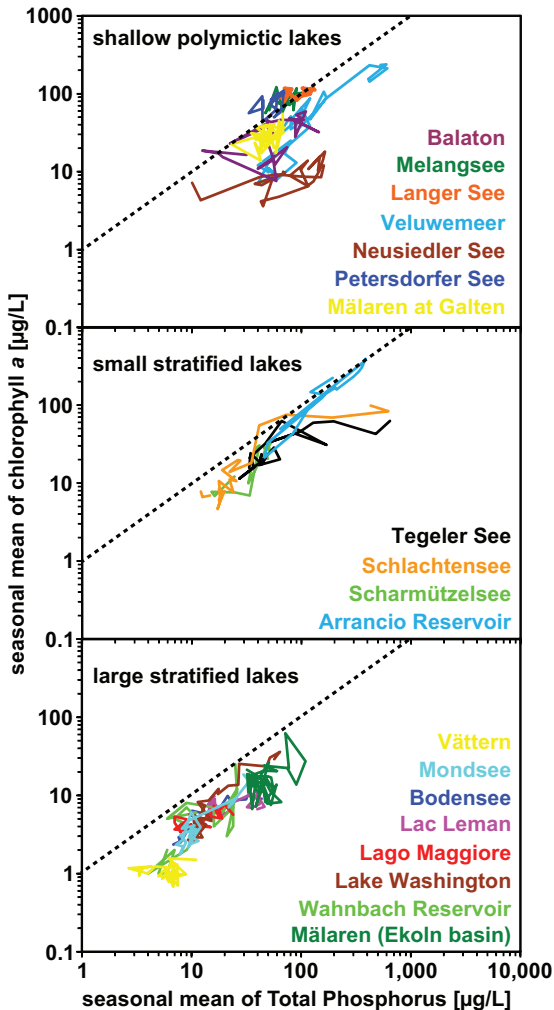 1000
shallow polymictic lakes
100
Balaton
Melangsee
10
Langer See
Veluwemeer
1
Neusiedler See
Petersdorfer See
Mälaren at Galten
0.1
small stratified lakes
100
10
Tegeler See
1
Schlachtensee
Scharmützelsee
Arrancio Reservoir
0.1
large stratified lakes
100
Vättern
Mondsee
10
Bodensee
Lac Leman
Lago Maggiore
1
Lake Washington
Wahnbach Reservoir
Mälaren (Ekoln basin)
0.1
1 10 100 1,000 10,000
seasonal mean of Total Phosphorus [µg/L]
seasonal mean of chlorophyll a [µg/L]